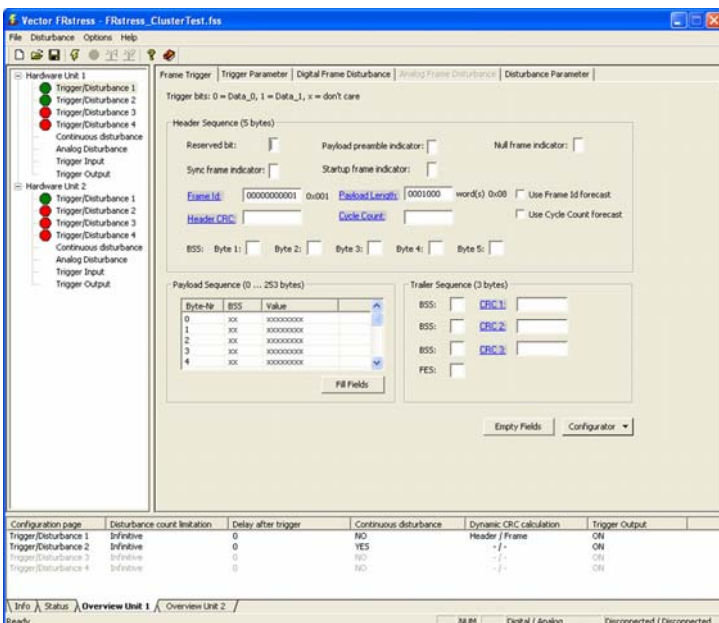 Vector FRstress - FRstress_ClusterTest.fss
File Disturbance Options Help
Hardware Unit 1
Trigger/Disturbance 1
Trigger/Disturbance 2
Trigger/Disturbance 3
Trigger/Disturbance 4
Continuous disturbance
Analog Disturbance
Trigger Input
Trigger Output
Hardware Unit 2
Trigger/Disturbance 1
Trigger/Disturbance 2
Trigger/Disturbance 3
Trigger/Disturbance 4
Continuous disturbance
Analog Disturbance
Trigger Input
Trigger Output
Frame Trigger Trigger Parameter Digital Frame Disturbance Analog Frame Disturbance Disturbance Parameter
Trigger bits: 0 = Data_0, 1 = Data_1, x = don't care
Header Sequence (5 bytes)
Reserved bit: Payload preamble indicator: Null frame indicator:
Sync frame indicator: Startup frame indicator:
Frame Id: 00000000001 0x001 Payload Length: 0001000 word(s) 0x08 Use Frame Id forecast
Header CRC: Cycle Count: Use Cycle Count forecast
BSS: Byte 1: Byte 2: Byte 3: Byte 4: Byte 5:
Payload Sequence (0 ... 253 bytes)
Byte-Nr BSS Value
0 xx xxxxxxxx
1 xx xxxxxxxx
2 xx xxxxxxxx
3 xx xxxxxxxx
4 xx xxxxxxxx
Fill Fields
Trailer Sequence (3 bytes)
BSS: CRC 1:
BSS: CRC 2:
BSS: CRC 3:
FES:
Empty Fields Configurator
Configuration page Disturbance count limitation Delay after trigger Continuous disturbance Dynamic CRC calculation Trigger Output
Trigger/Disturbance 1 Infinitive 0 NO Header / Frame ON
Trigger/Disturbance 2 Infinitive 0 YES - / - ON
Trigger/Disturbance 3 Infinitive 0 NO - / - ON
Trigger/Disturbance 4 Infinitive 0 NO - / - ON
Info Status Overview Unit 1 Overview Unit 2
Ready NUM Digital / Analog Disconnected / Disconnected